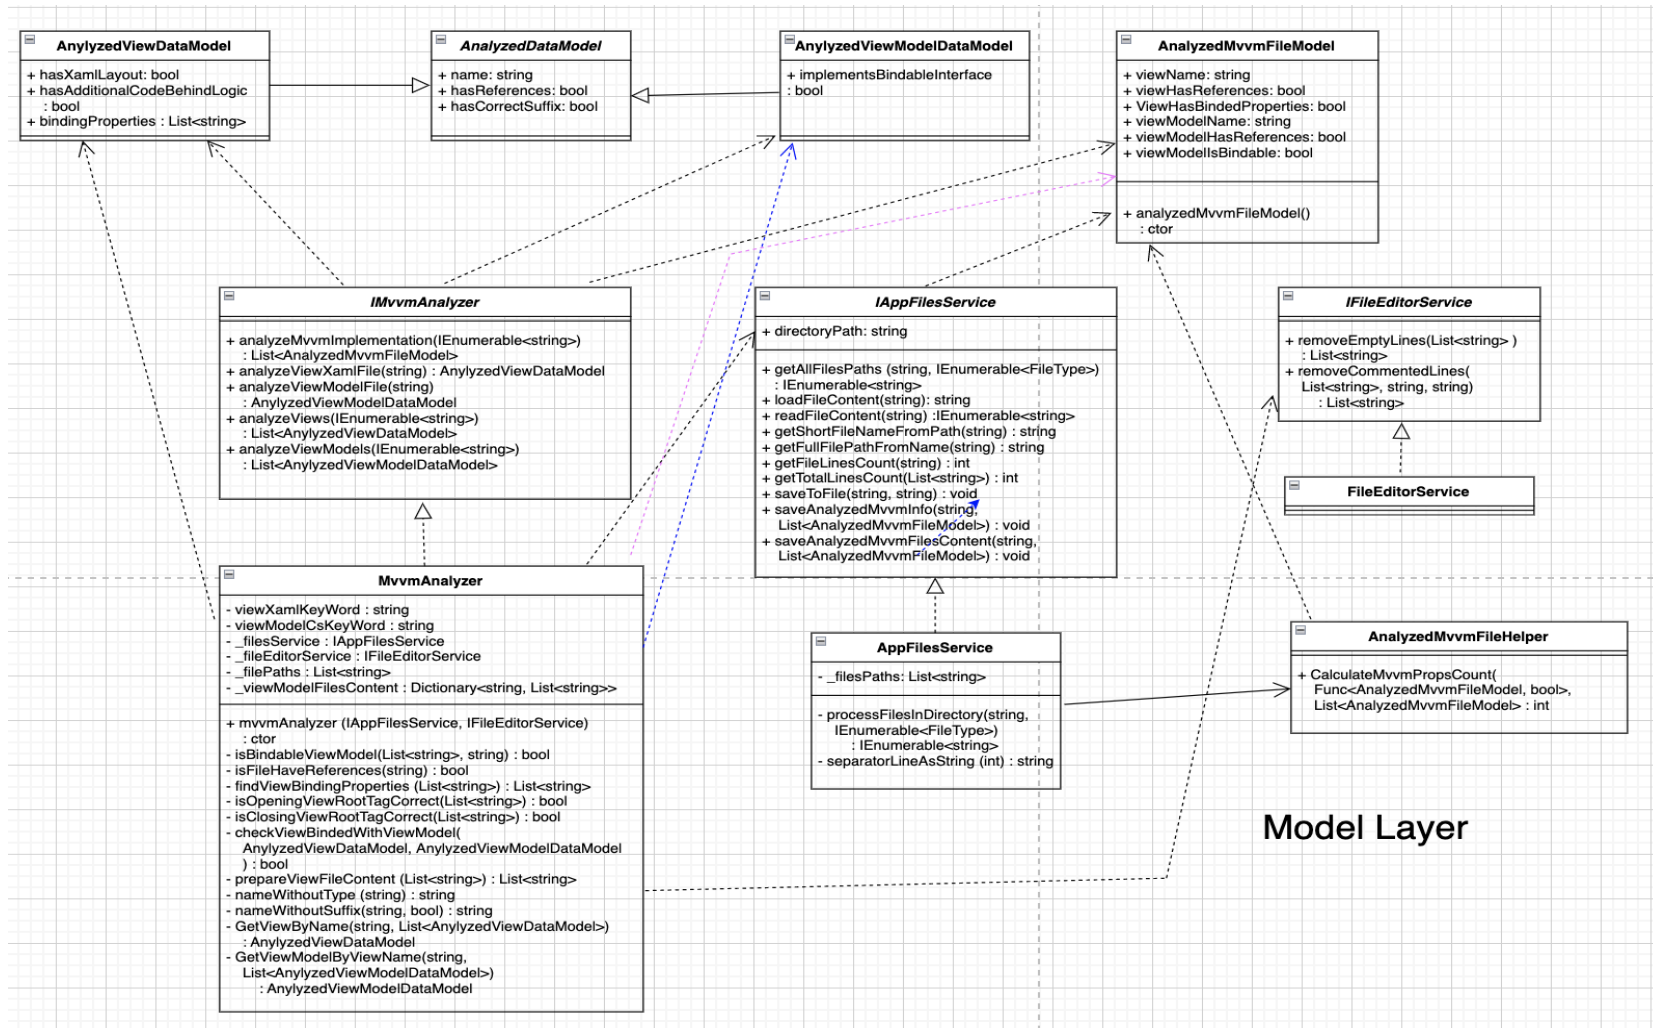 AnylyzedViewDataModel
+ hasXamlLayout: bool
+ hasAdditionalCodeBehindLogic
: bool
+ bindingProperties : List<string>
AnalyzedDataModel
+ name: string
+ hasReferences: bool
+ hasCorrectSuffix: bool
AnylyzedViewModelDataModel
+ implementsBindableInterface
: bool
AnalyzedMvvmFileModel
+ viewName: string
+ viewHasReferences: bool
+ ViewHasBindedProperties: bool
+ viewModelName: string
+ viewModelHasReferences: bool
+ viewModelIsBindable: bool
+ analyzedMvvmFileModel()
: ctor
IMvvmAnalyzer
+ analyzeMvvmImplementation(IEnumerable<string>)
: List<AnalyzedMvvmFileModel>
+ analyzeViewXamlFile(string) : AnylyzedViewDataModel
+ analyzeViewModelFile(string)
: AnylyzedViewModelDataModel
+ analyzeViews(IEnumerable<string>)
: List<AnylyzedViewDataModel>
+ analyzeViewModels(IEnumerable<string>)
: List<AnylyzedViewModelDataModel>
IAppFilesService
+ directoryPath: string
+ getAllFilesPaths (string, IEnumerable<FileType>)
: IEnumerable<string>
+ loadFileContent(string): string
+ readFileContent(string) :IEnumerable<string>
+ getShortFileNameFromPath(string) : string
+ getFullFilePathFromName(string) : string
+ getFileLinesCount(string) : int
+ getTotalLinesCount(List<string>) : int
+ saveToFile(string, string) : void
+ saveAnalyzedMvvmInfo(string,
List<AnalyzedMvvmFileModel>) : void
+ saveAnalyzedMvvmFilesContent(string,
List<AnalyzedMvvmFileModel>) : void
IFileEditorService
+ removeEmptyLines(List<string> )
: List<string>
+ removeCommentedLines(
List<string>, string, string)
: List<string>
FileEditorService
MvvmAnalyzer
- viewXamlKeyWord : string
- viewModelCsKeyWord : string
- _filesService : IAppFilesService
- _fileEditorService : IFileEditorService
- _filePaths : List<string>
- _viewModelFilesContent : Dictionary<string, List<string>>
+ mvvmAnalyzer (IAppFilesService, IFileEditorService)
: ctor
- isBindableViewModel(List<string>, string) : bool
- isFileHaveReferences(string) : bool
- findViewBindingProperties (List<string>) : List<string>
- isOpeningViewRootTagCorrect(List<string>) : bool
- isClosingViewRootTagCorrect(List<string>) : bool
- checkViewBindedWithViewModel(
AnylyzedViewDataModel, AnylyzedViewModelDataModel
) : bool
- prepareViewFileContent (List<string>) : List<string>
- nameWithoutType (string) : string
- nameWithoutSuffix(string, bool) : string
- GetViewByName(string, List<AnylyzedViewDataModel>)
: AnylyzedViewDataModel
- GetViewModelByViewName(string,
List<AnylyzedViewModelDataModel>)
: AnylyzedViewModelDataModel
AppFilesService
- _filesPaths: List<string>
- processFilesInDirectory(string,
IEnumerable<FileType>)
: IEnumerable<string>
- separatorLineAsString (int) : string
AnalyzedMvvmFileHelper
+ CalculateMvvmPropsCount(
Func<AnalyzedMvvmFileModel, bool>,
List<AnalyzedMvvmFileModel> : int
Model Layer